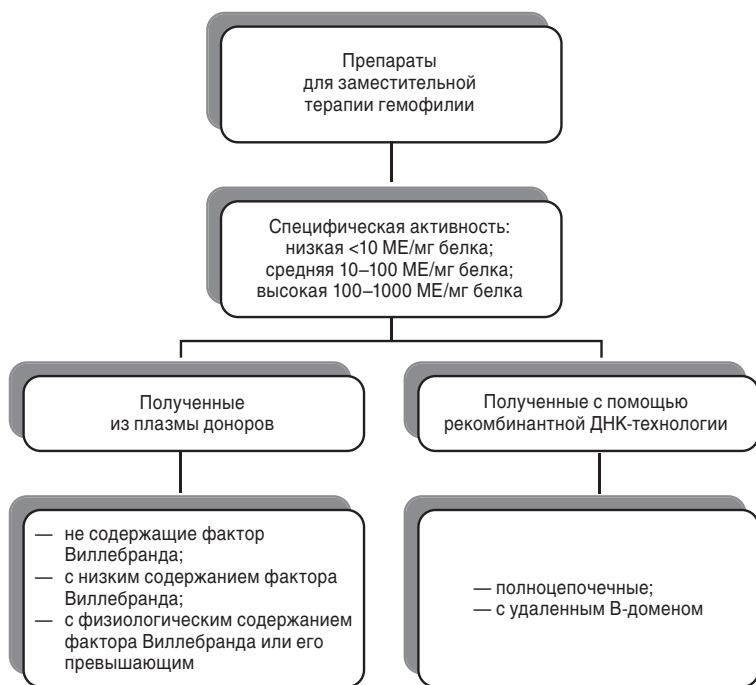 Препараты
для заместительной
терапии гемофилии
Специфическая активность:
низкая <10 МЕ/мг белка;
средняя 10–100 МЕ/мг белка;
высокая 100–1000 МЕ/мг белка
Полученные
из плазмы доноров
Полученные с помощью
рекомбинантной ДНК-технологии
— не содержащие фактор
Виллебранда;
— с низким содержанием фактора
Виллебранда;
— с физиологическим содержанием
фактора Виллебранда или его
превышающим
— полноцепочечные;
— с удаленным В-доменом